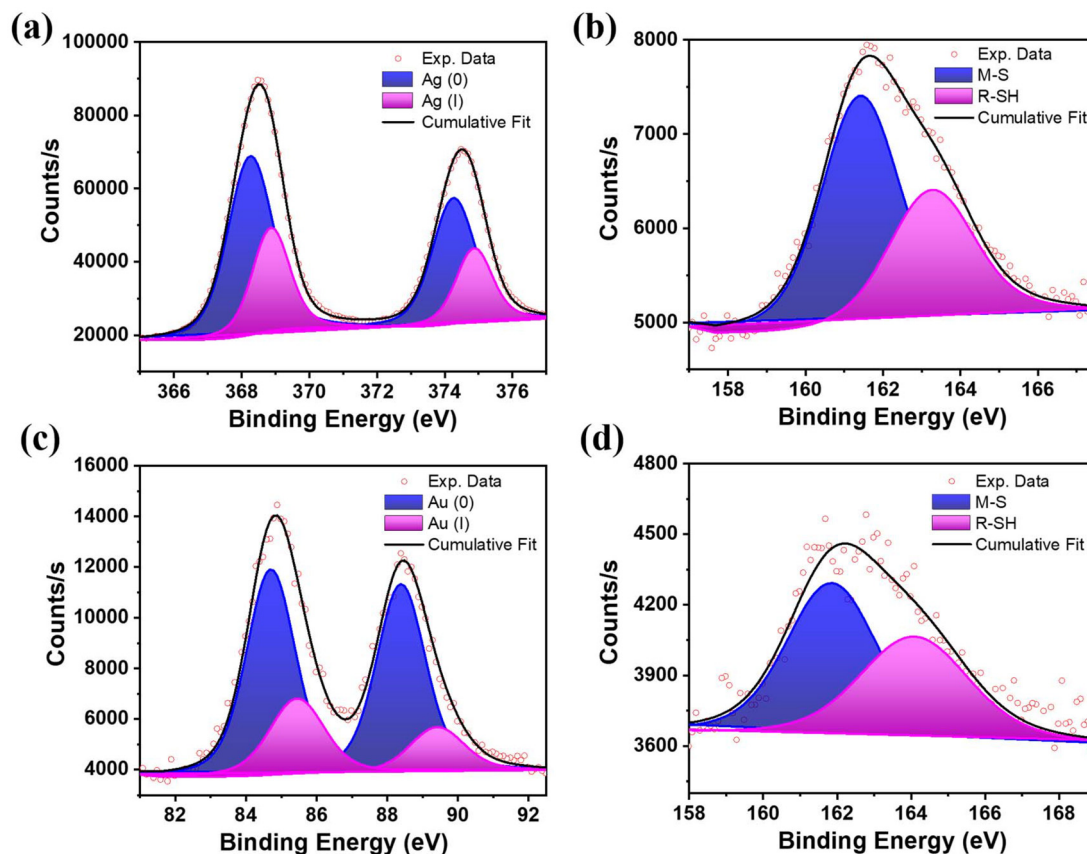 (a)
100000
80000
60000
40000
20000
Counts/s
Exp. Data
Ag (0)
Ag (I)
Cumulative Fit
366 368 370 372 374 376
Binding Energy (eV)
(b)
8000
7000
6000
5000
Counts/s
Exp. Data
M-S
R-SH
Cumulative Fit
158 160 162 164 166
Binding Energy (eV)
(c)
16000
14000
12000
10000
8000
6000
4000
Counts/s
Exp. Data
Au (0)
Au (I)
Cumulative Fit
82 84 86 88 90 92
Binding Energy (eV)
(d)
4800
4500
4200
3900
3600
Counts/s
Exp. Data
M-S
R-SH
Cumulative Fit
158 160 162 164 166 168
Binding Energy (eV)